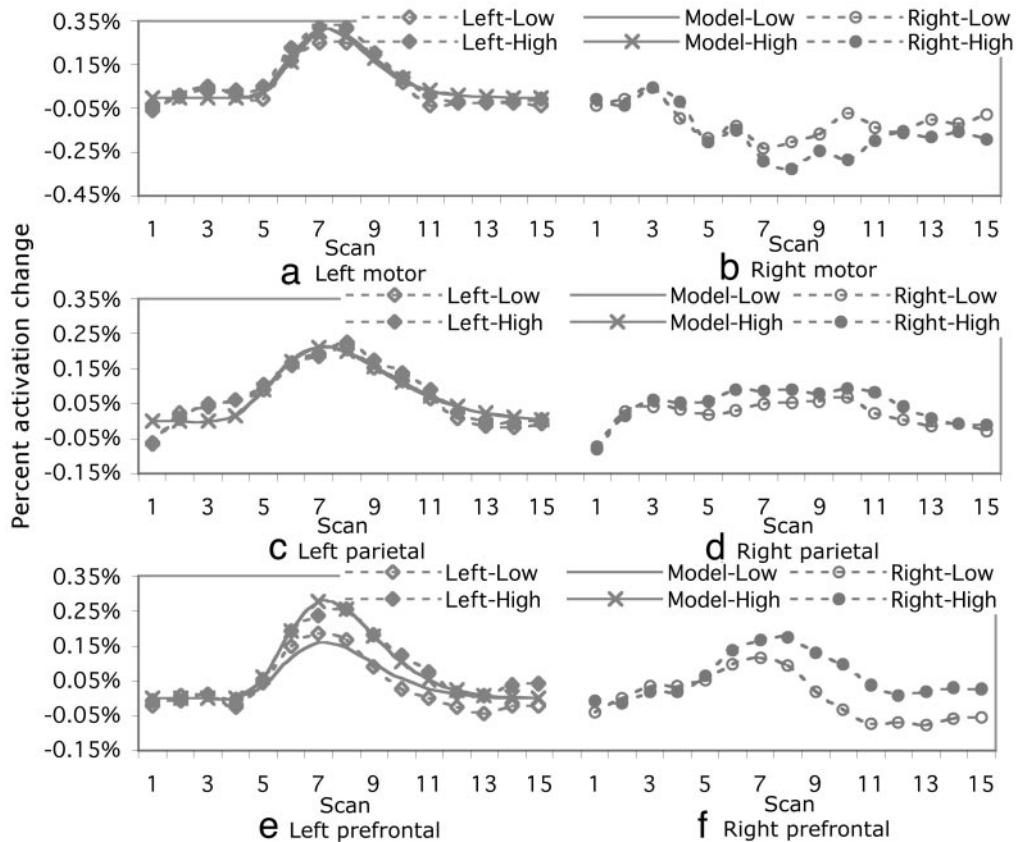 Percent activation change
Left-Low Model-Low Right-Low
Left-High Model-High Right-High
0.35%
0.15%
-0.05%
-0.25%
-0.45%
1 3 5 7 9 11 13 15 1 3 5 7 9 11 13 15
Scan Scan
a Left motor b Right motor
Left-Low Model-Low Right-Low
Left-High Model-High Right-High
0.35%
0.25%
0.15%
0.05%
-0.05%
-0.15%
1 3 5 7 9 11 13 15 1 3 5 7 9 11 13 15
Scan Scan
c Left parietal d Right parietal
Left-Low Model-Low Right-Low
Left-High Model-High Right-High
0.35%
0.25%
0.15%
0.05%
-0.05%
-0.15%
1 3 5 7 9 11 13 15 1 3 5 7 9 11 13 15
Scan Scan
e Left prefrontal f Right prefrontal